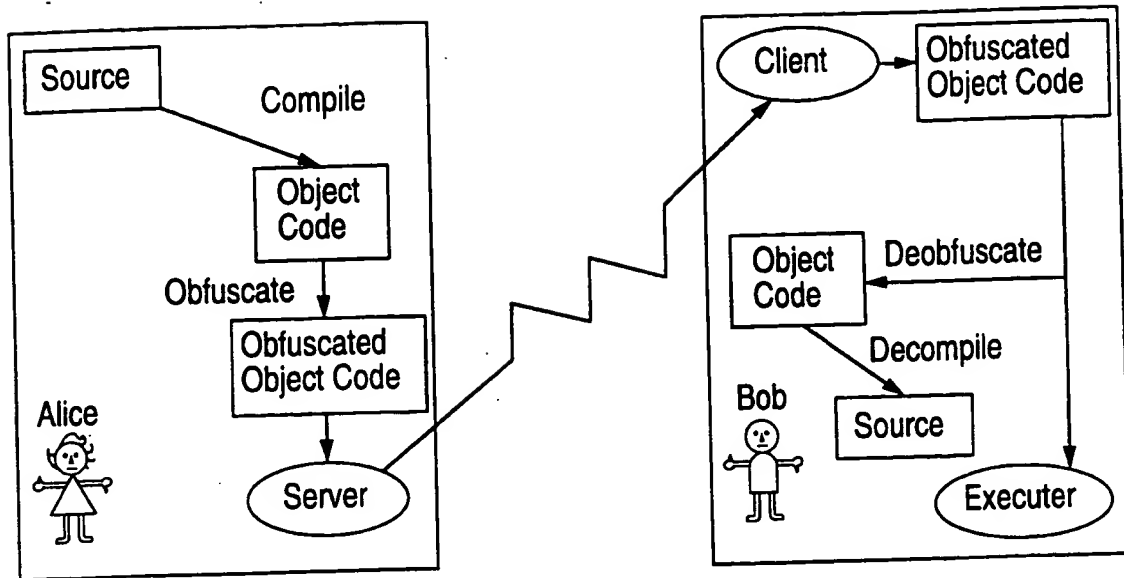 Source
Compile
Object
Code
Obfuscate
Obfuscated
Object Code
Alice
Server
Client
Obfuscated
Object Code
Deobfuscate
Object
Code
Decompile
Bob
Source
Executer